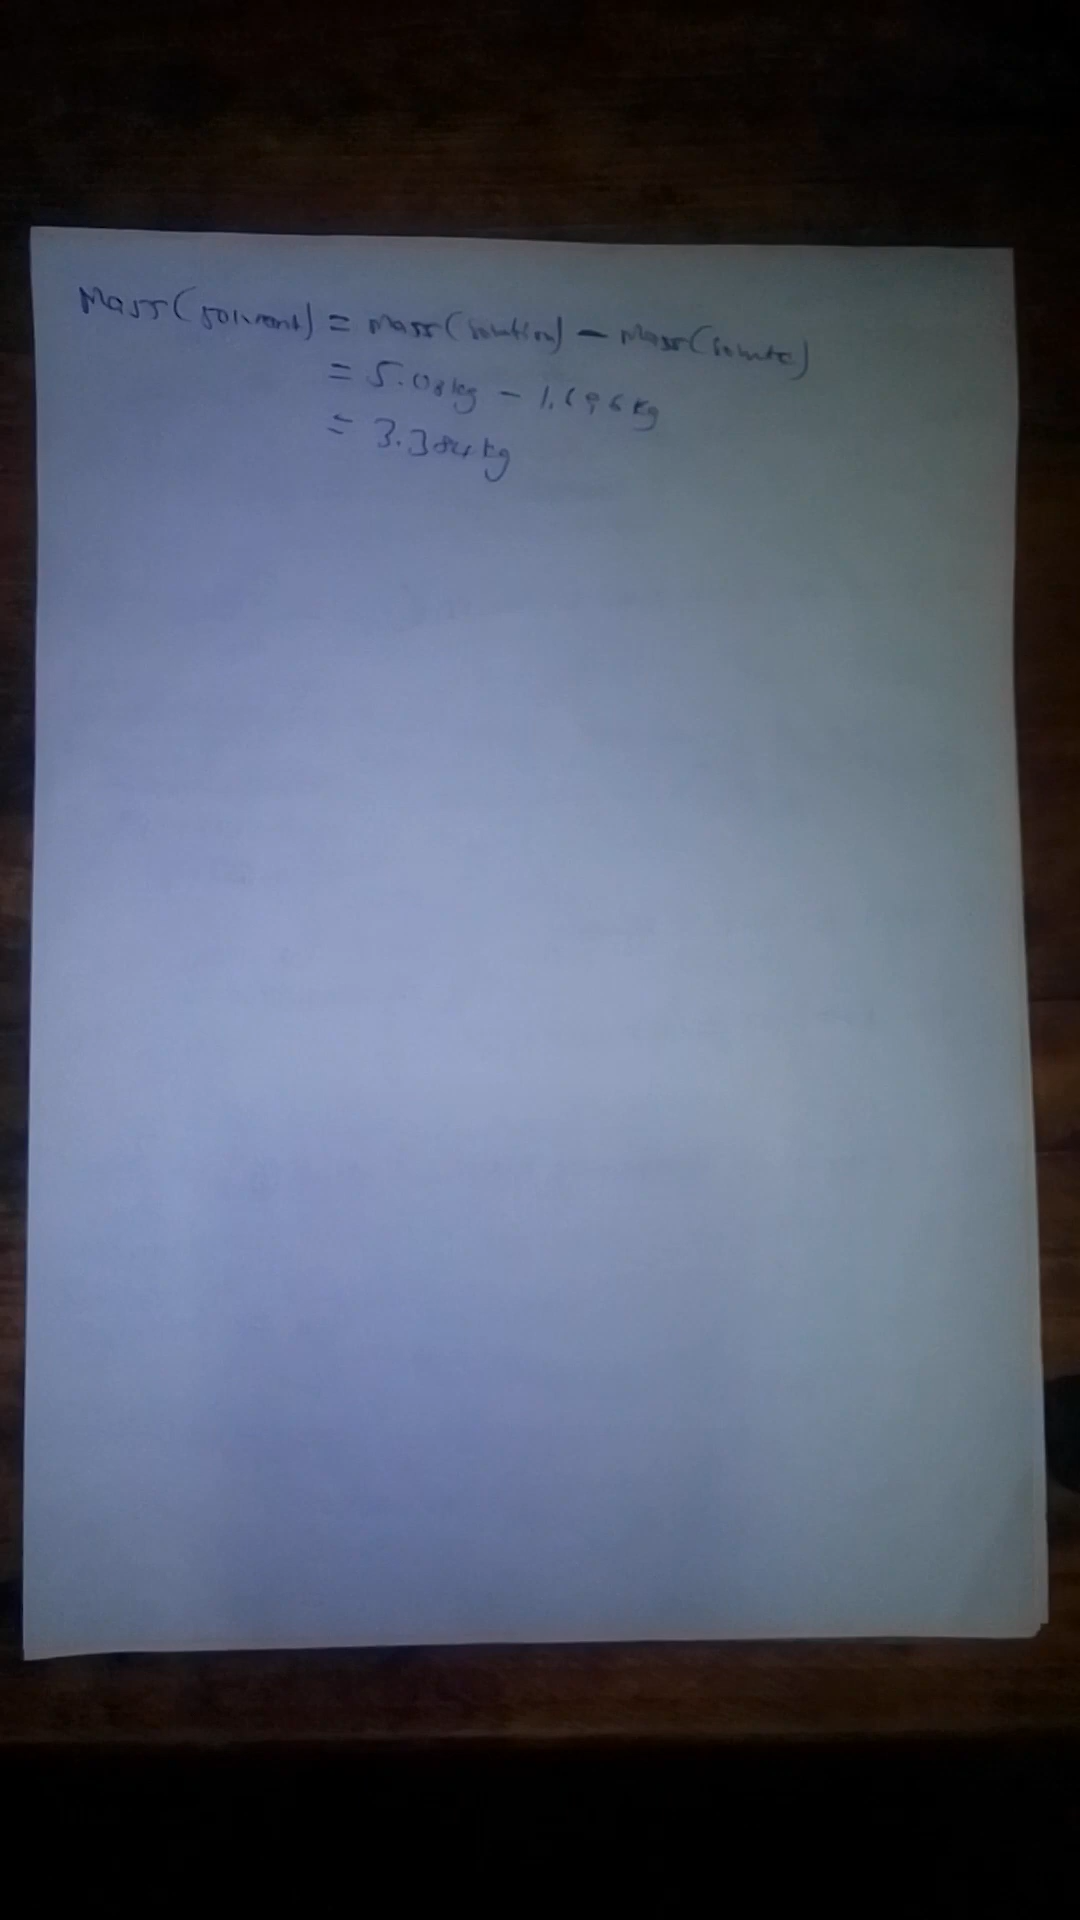 Mass(solvent) = Mass(solution) - Mass(solute)
= 5.08kg - 1.696kg
= 3.384kg